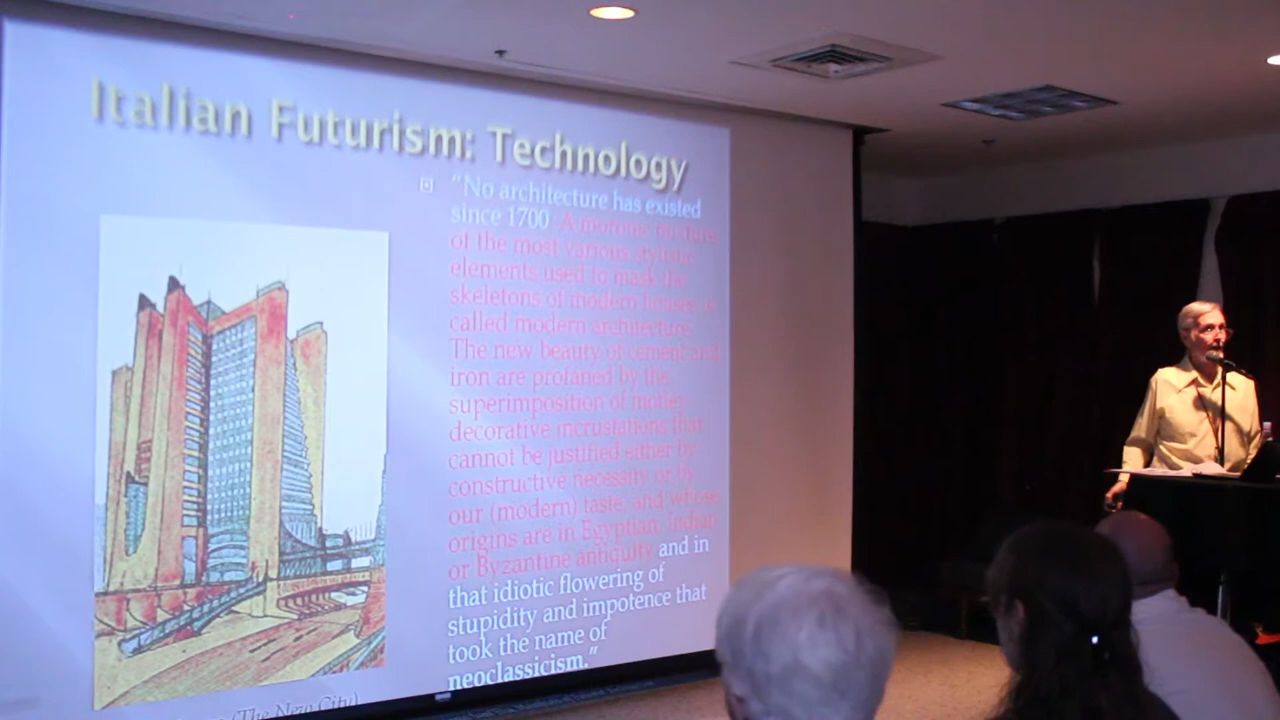 Italian Futurism: Technology
"No architecture has existed
since 1700 A moronic mixture
of the most various stylistic
elements used to mask the
skeletons of modern houses is
called modern architecture.
The new beauty of cement and
iron are profaned by the
superimposition of motley
decorative incrustations that
cannot be justified either by
constructive necessity or by
our (modern) taste, and whose
origins are in Egyptian, Indian
or Byzantine antiquity and in
that idiotic flowering of
stupidity and impotence that
took the name of
neoclassicism."
(The New City)